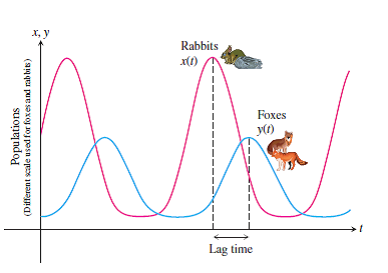 x, y
Rabbits
x(t)
Foxes
y(t)
Populations
(Different scale used for foxes and rabbits)
t
Lag time